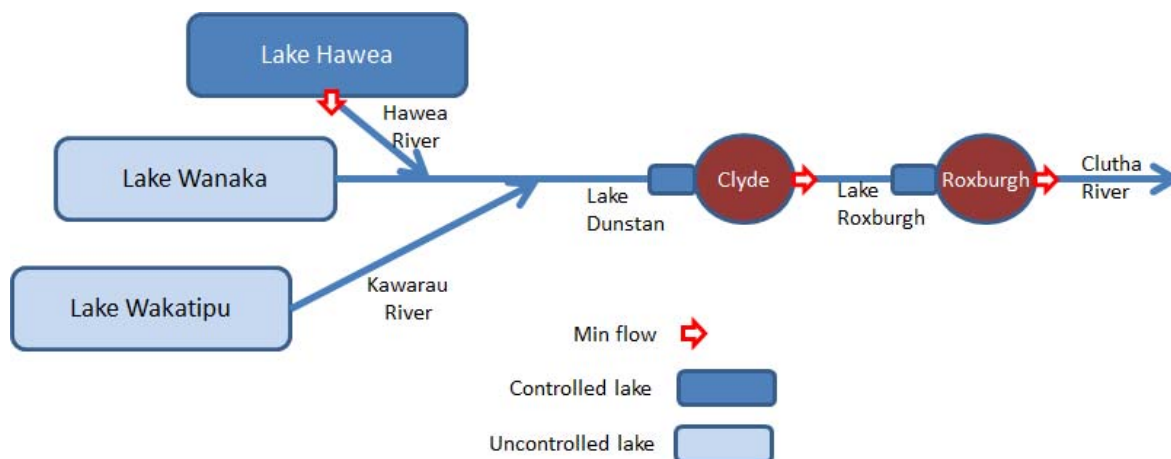 Lake Hawea
Hawea
River
Lake Wanaka
Clyde
Roxburgh
Clutha
River
Lake
Dunstan
Lake
Roxburgh
Lake Wakatipu
Kawarau
River
Min flow
Controlled lake
Uncontrolled lake